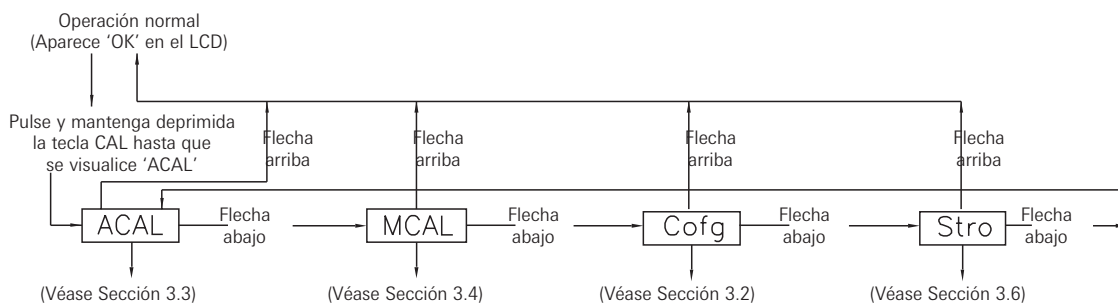 Operación normal
(Aparece ‘OK’ en el LCD)
Pulse y mantenga deprimida
la tecla CAL hasta que
se visualice ‘ACAL’
Flecha
arriba
Flecha
arriba
Flecha
arriba
Flecha
arriba
ACAL
Flecha
abajo
MCAL
Flecha
abajo
Cofg
Flecha
abajo
Stro
Flecha
abajo
(Véase Sección 3.3)
(Véase Sección 3.4)
(Véase Sección 3.2)
(Véase Sección 3.6)